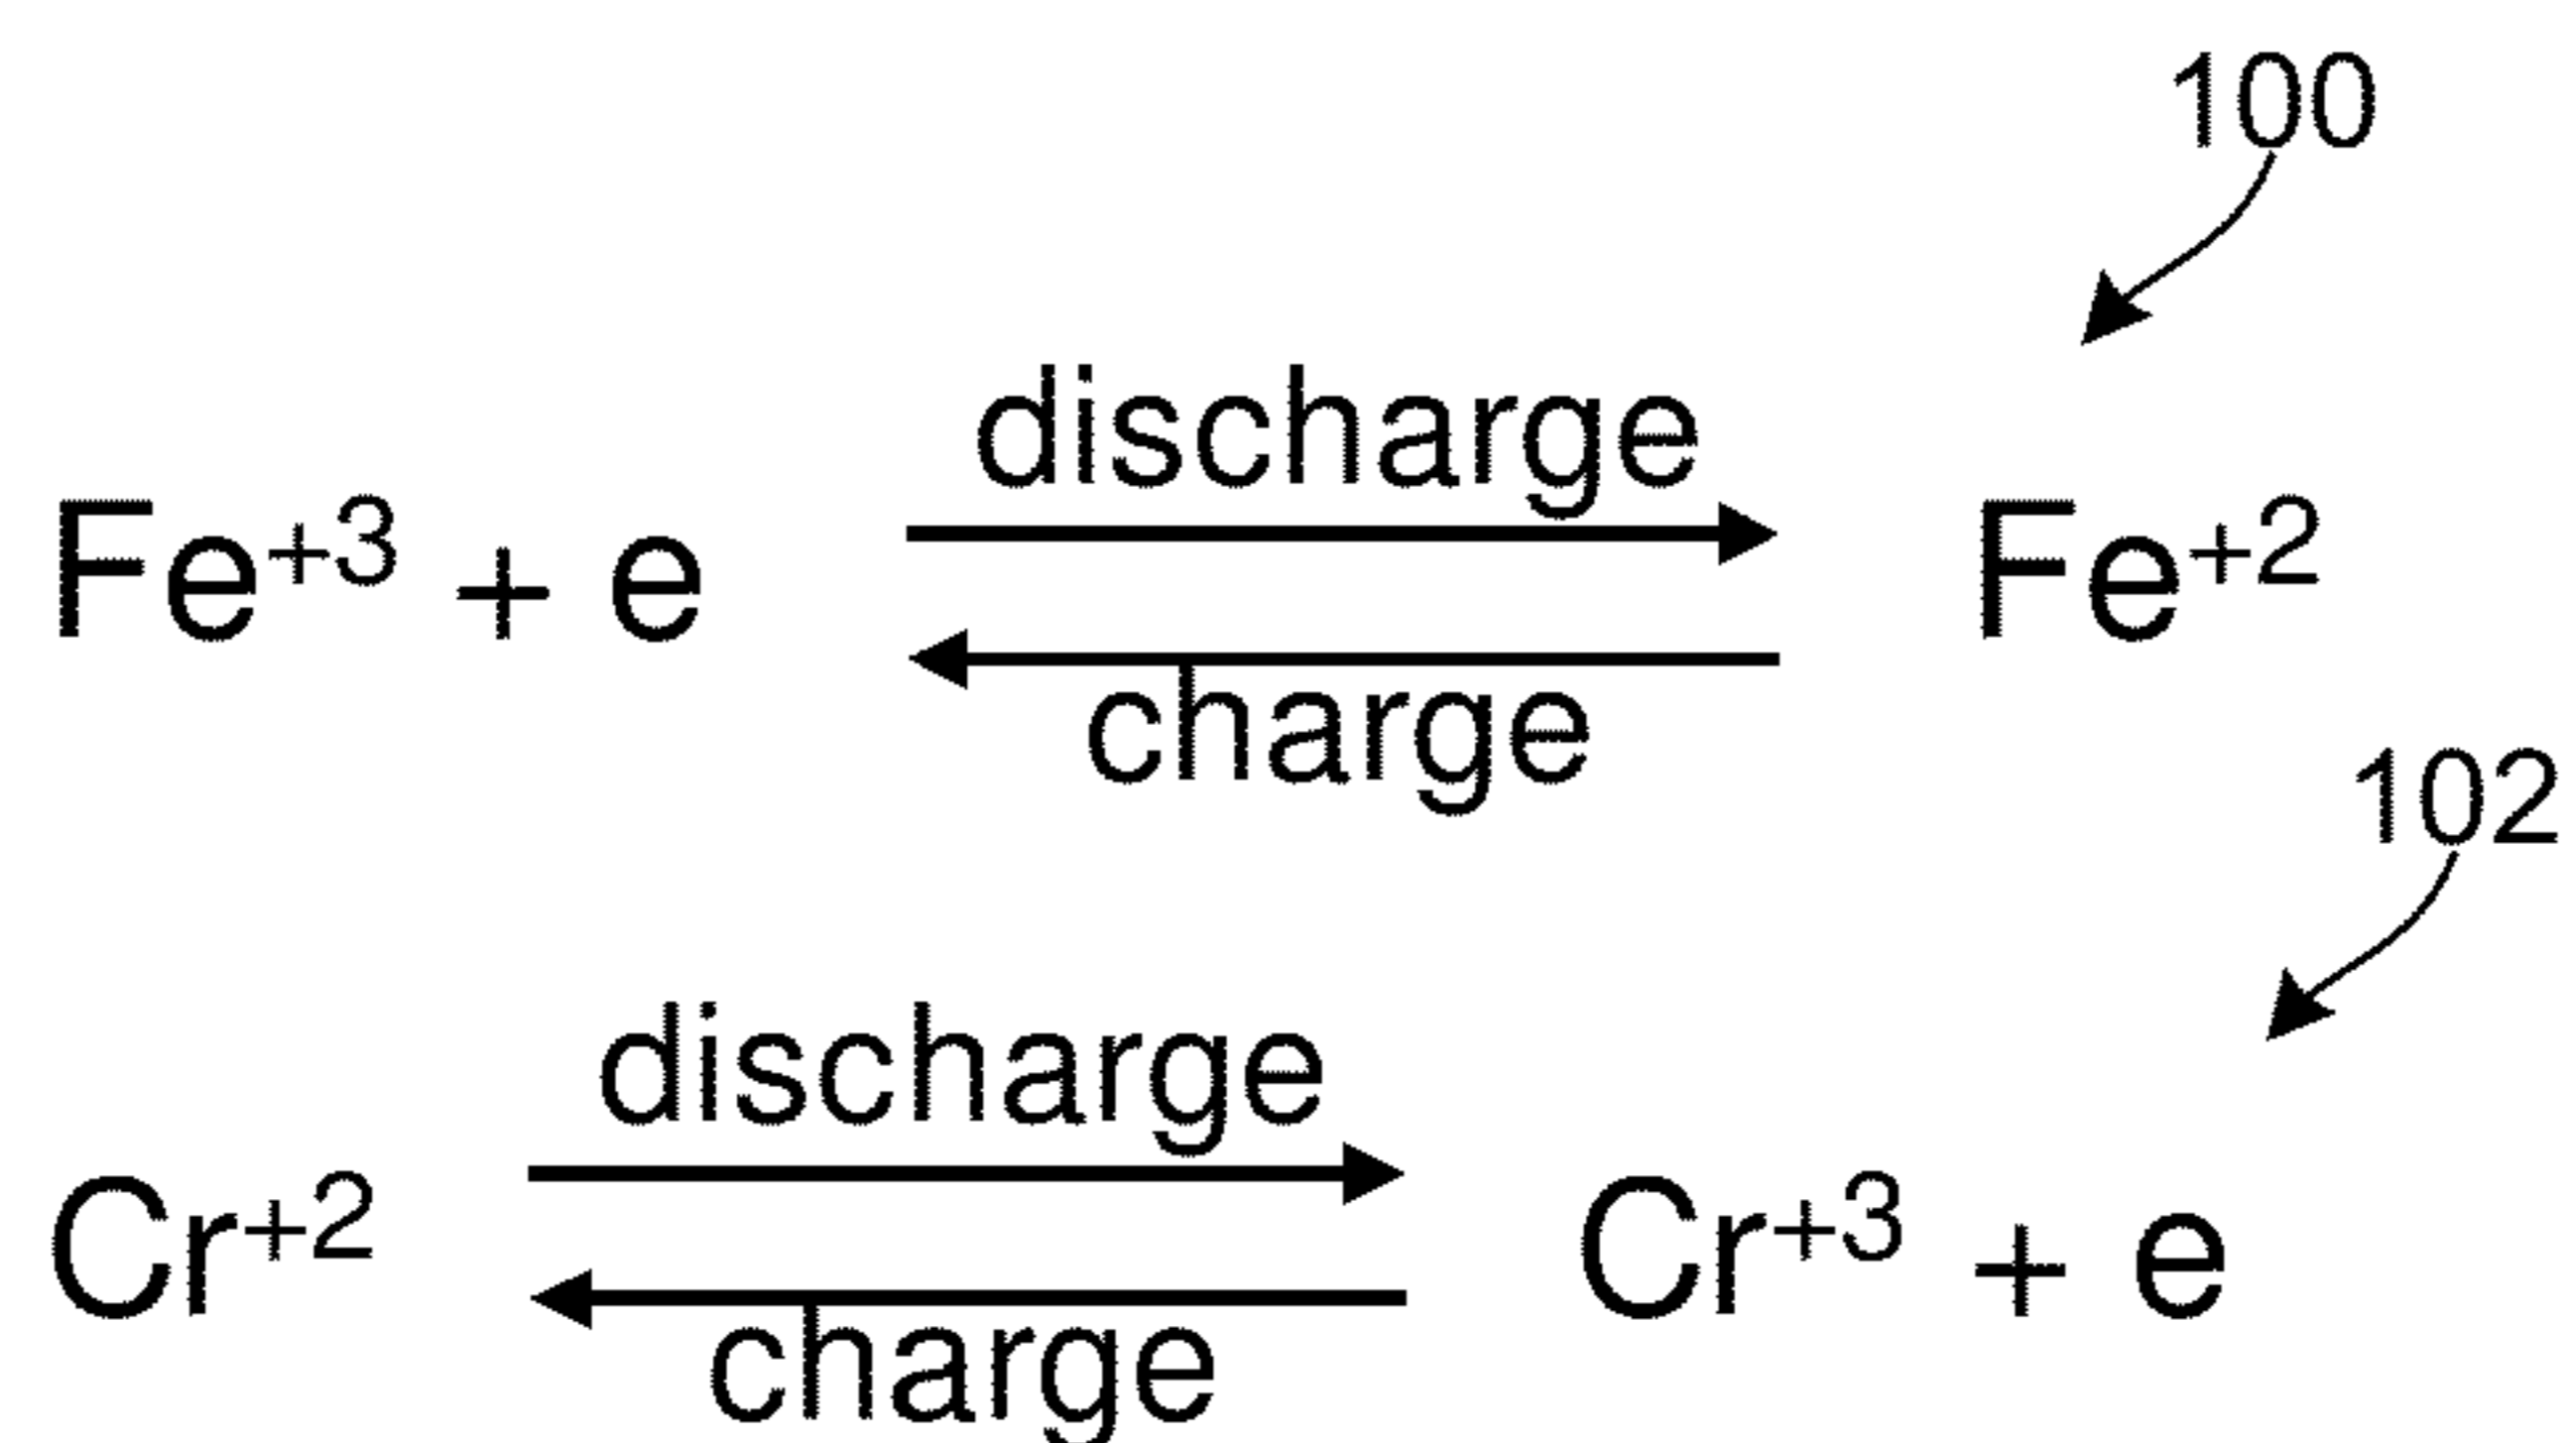 100
discharge
Fe+3 + e Fe+2
charge
102
discharge
Cr+2 Cr+3 + e
charge